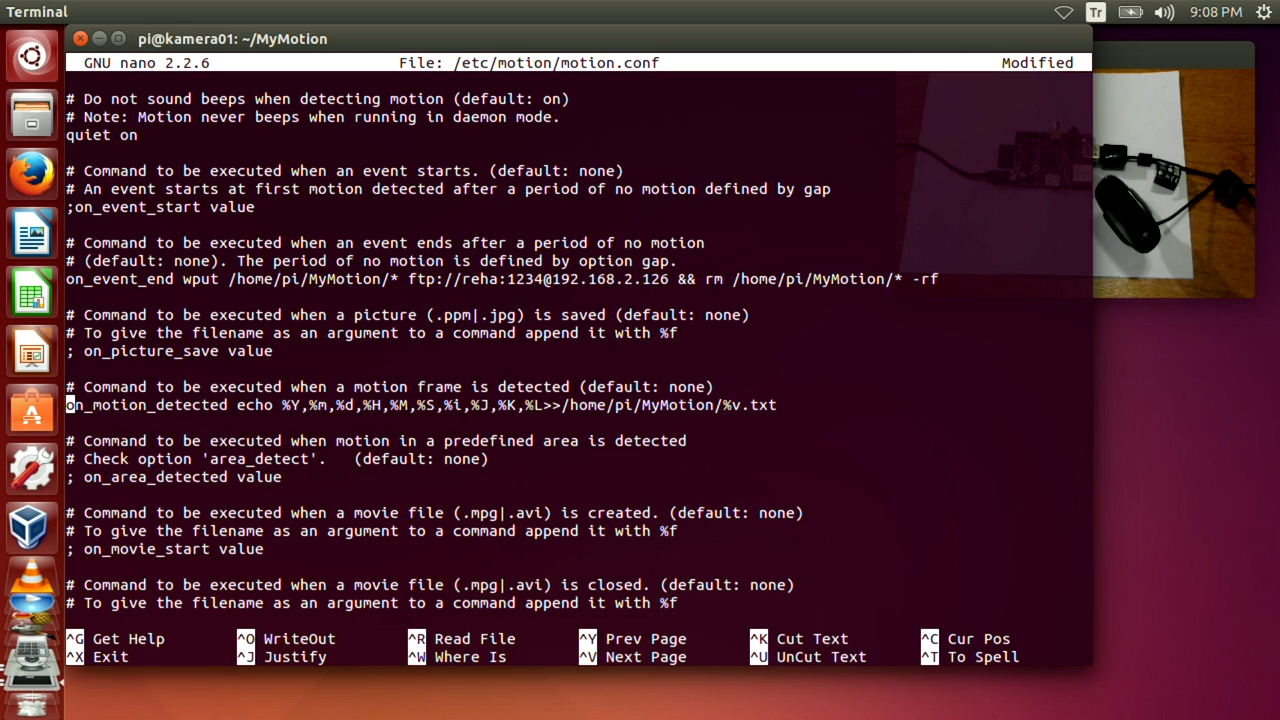 Terminal
Tr
9:08 PM
pi@kamera01: ~/MyMotion
GNU nano 2.2.6 File: /etc/motion/motion.conf Modified
# Do not sound beeps when detecting motion (default: on)
# Note: Motion never beeps when running in daemon mode.
quiet on
# Command to be executed when an event starts. (default: none)
# An event starts at first motion detected after a period of no motion defined by gap
;on_event_start value
# Command to be executed when an event ends after a period of no motion
# (default: none). The period of no motion is defined by option gap.
on_event_end wput /home/pi/MyMotion/* ftp://reha:1234@192.168.2.126 && rm /home/pi/MyMotion/* -rf
# Command to be executed when a picture (.ppm|.jpg) is saved (default: none)
# To give the filename as an argument to a command append it with %f
; on_picture_save value
# Command to be executed when a motion frame is detected (default: none)
on_motion_detected echo %Y,%m,%d,%H,%M,%S,%i,%J,%K,%L>>/home/pi/MyMotion/%v.txt
# Command to be executed when motion in a predefined area is detected
# Check option 'area_detect'. (default: none)
; on_area_detected value
# Command to be executed when a movie file (.mpg|.avi) is created. (default: none)
# To give the filename as an argument to a command append it with %f
; on_movie_start value
# Command to be executed when a movie file (.mpg|.avi) is closed. (default: none)
# To give the filename as an argument to a command append it with %f
^G Get Help ^O WriteOut ^R Read File ^Y Prev Page ^K Cut Text ^C Cur Pos
^X Exit ^J Justify ^W Where Is ^V Next Page ^U UnCut Text ^T To Spell